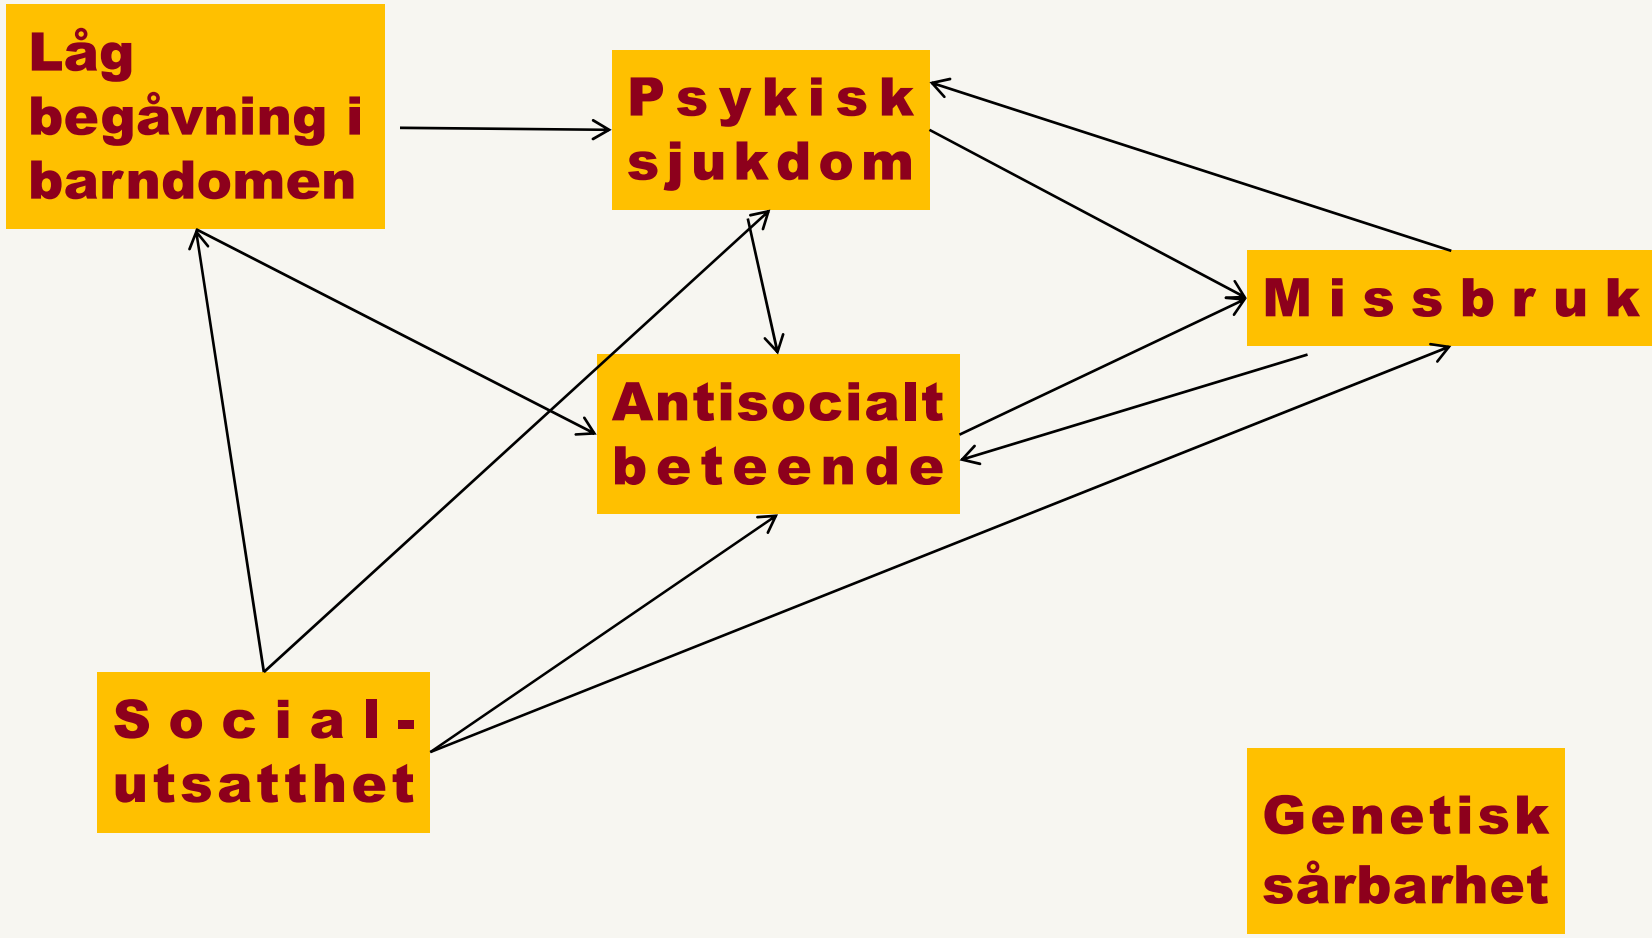 Låg
begåvning i
barndomen
Psykisk
sjukdom
Missbruk
Antisocialt
beteende
Social-
utsatthet
Genetisk
sårbarhet